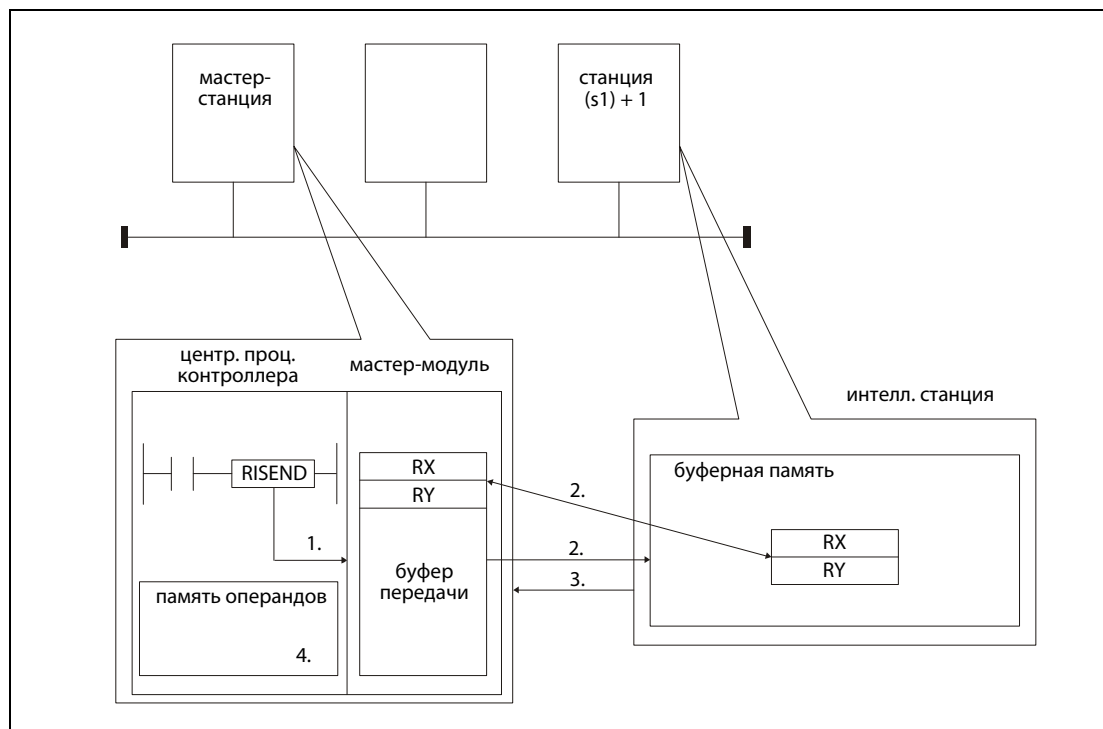 мастер-
станция
станция
(s1) + 1
центр. проц.
контроллера
мастер-модуль
интелл. станция
RISEND
RX
RY
буферная память
2.
RX
RY
1.
2.
буфер
передачи
3.
память операндов
4.